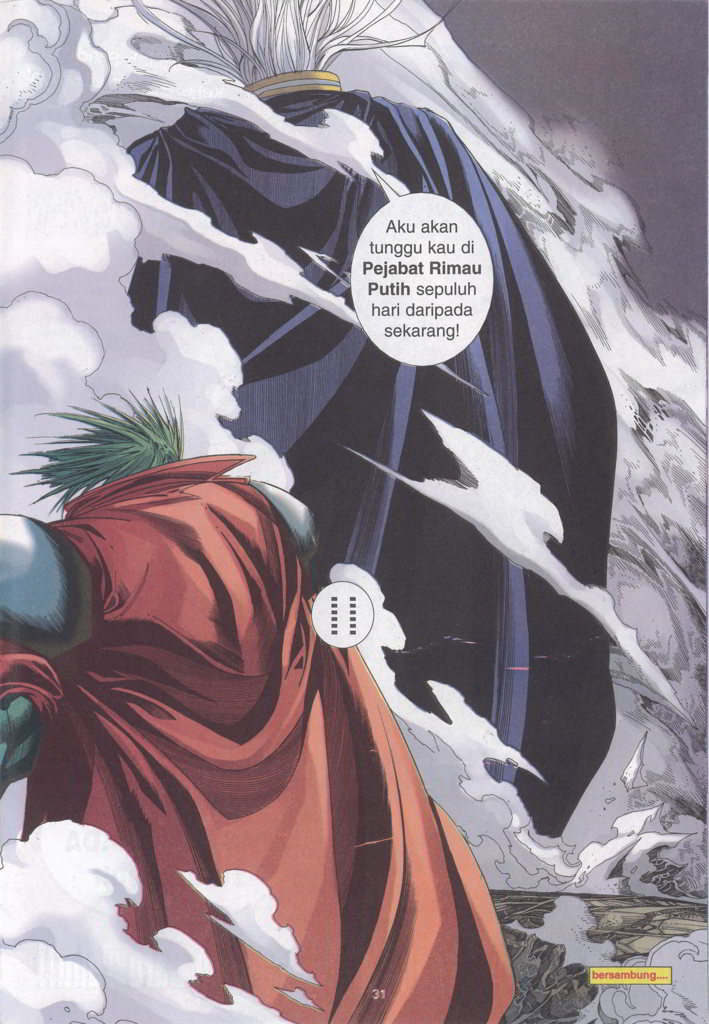 Aku akan
tunggu kau di
Pejabat Rimau
Putih sepuluh
hari daripada
sekarang!
31
bersambung....